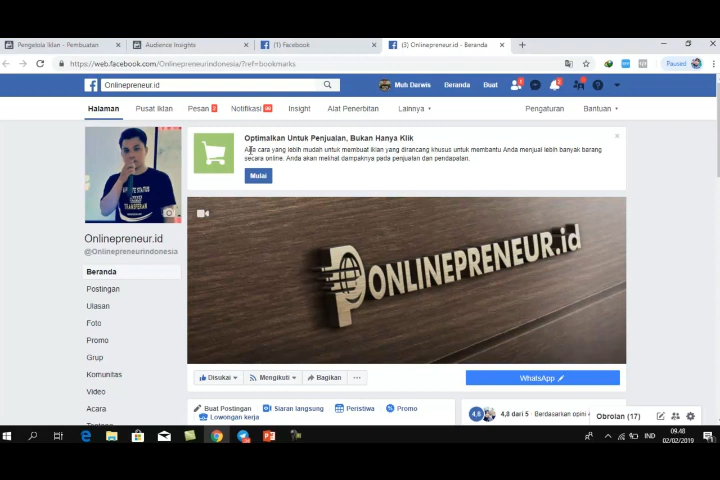 Pengelola Iklan - Pembuatan
Audience Insights
(1) Facebook
(3) Onlinepreneur.id - Beranda
https://web.facebook.com/Onlinepreneurindonesia/?ref=bookmarks
Paused
Onlinepreneur.id
Muh Darwis
Beranda
Buat
Halaman
Pusat Iklan
Pesan 2
Notifikasi
Insight
Alat Penerbitan
Lainnya
Pengaturan
Bantuan
Optimalkan Untuk Penjualan, Bukan Hanya Klik
Ada cara yang lebih mudah untuk membuat iklan yang dirancang khusus untuk membantu Anda menjual lebih banyak barang
secara online. Anda akan melihat dampaknya pada penjualan dan pendapatan.
Mulai
ONLINEPRENEUR.id
Onlinepreneur.id
@Onlinepreneurindonesia
Beranda
Postingan
Ulasan
Foto
Promo
Grup
Komunitas
Video
Acara
Tentang
Disukai
Mengikuti
Bagikan
WhatsApp
Buat Postingan
Siaran langsung
Peristiwa
Promo
Lowongan kerja
4,8
4,8 dari 5
Berdasarkan opini
Obrolan (17)
IND
09.48
02/02/2019